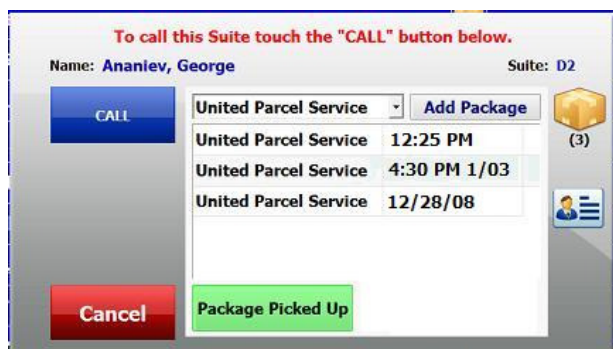 To call this Suite touch the "CALL" button below.
Name: Ananiev, George Suite: D2
CALL
United Parcel Service Add Package
(3)
United Parcel Service 12:25 PM
United Parcel Service 4:30 PM 1/03
United Parcel Service 12/28/08
Cancel
Package Picked Up